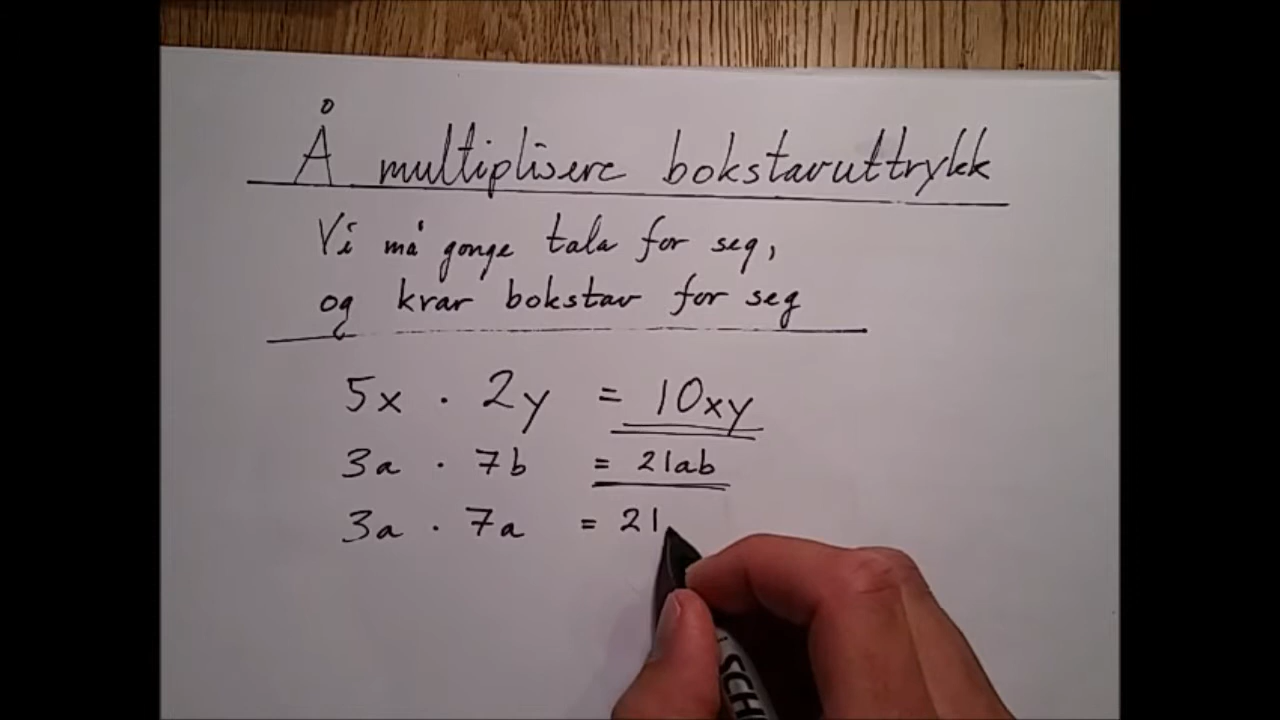 Å multiplisere bokstavuttrykk
Vi må gonge tala for seg,
og kvar bokstav for seg
5x · 2y = 10xy
3a · 7b = 21ab
3a · 7a = 21
SCH